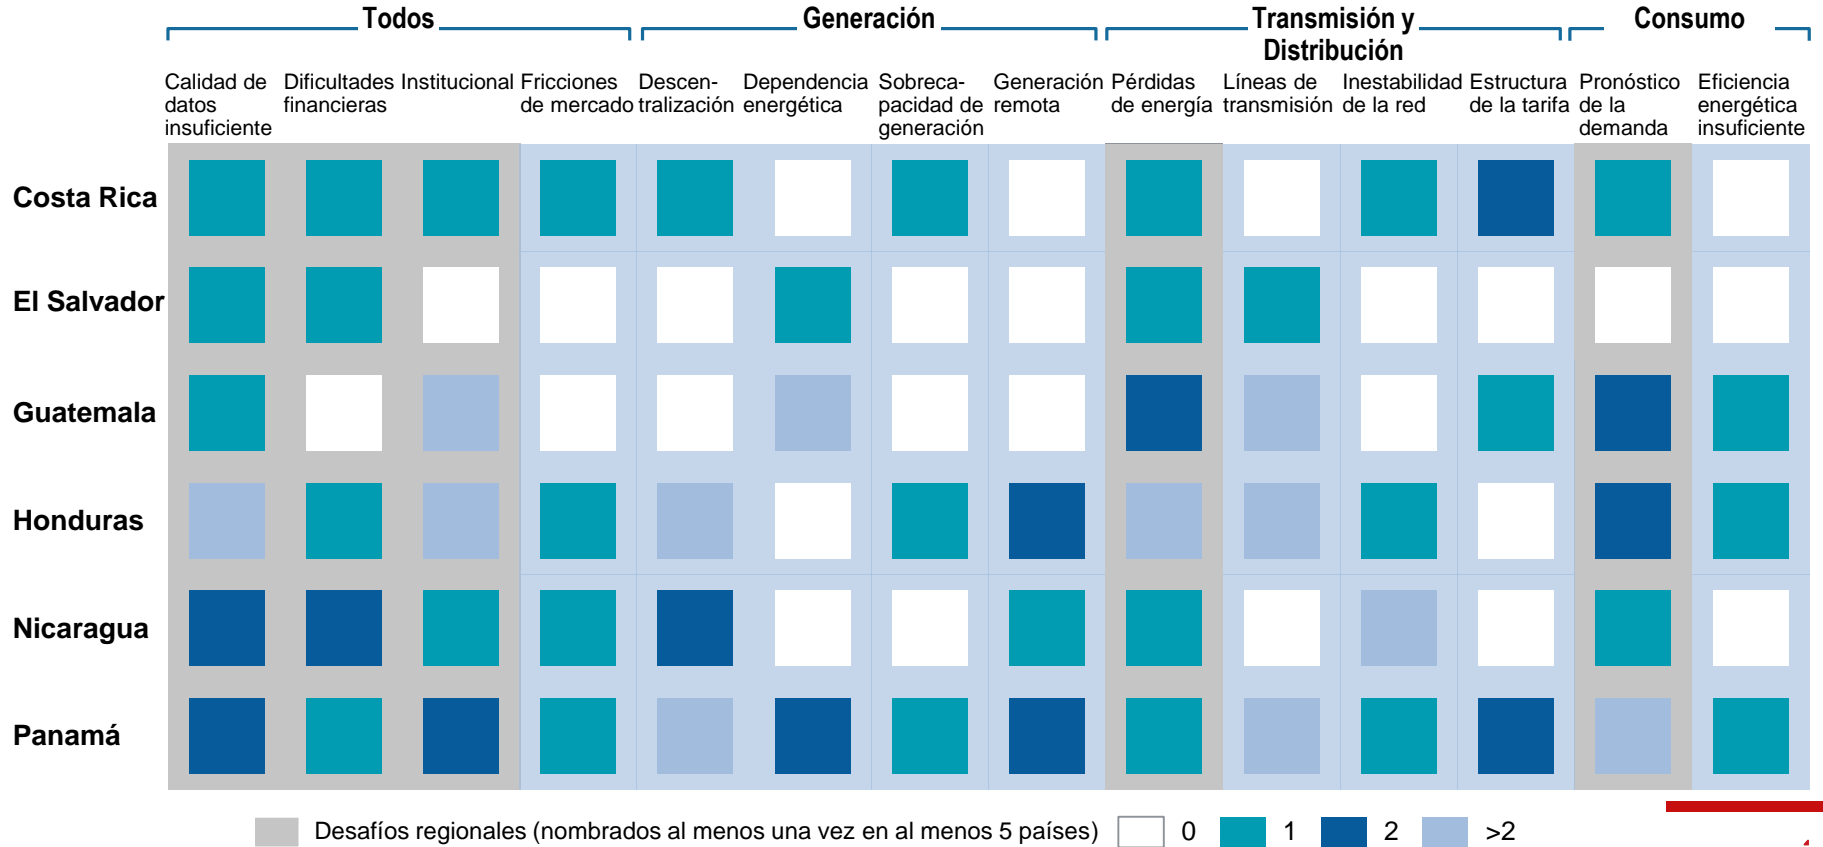 Todos
Generación
Transmisión y
Distribución
Consumo
Calidad de
datos
insuficiente
Dificultades
financieras
Institucional
Fricciones
de mercado
Descen-
tralización
Dependencia
energética
Sobreca-
pacidad de
generación
Generación
remota
Pérdidas
de energía
Líneas de
transmisión
Inestabilidad
de la red
Estructura
de la tarifa
Pronóstico
de la
demanda
Eficiencia
energética
insuficiente
Costa Rica
El Salvador
Guatemala
Honduras
Nicaragua
Panamá
Desafíos regionales (nombrados al menos una vez en al menos 5 países)
0
1
2
>2